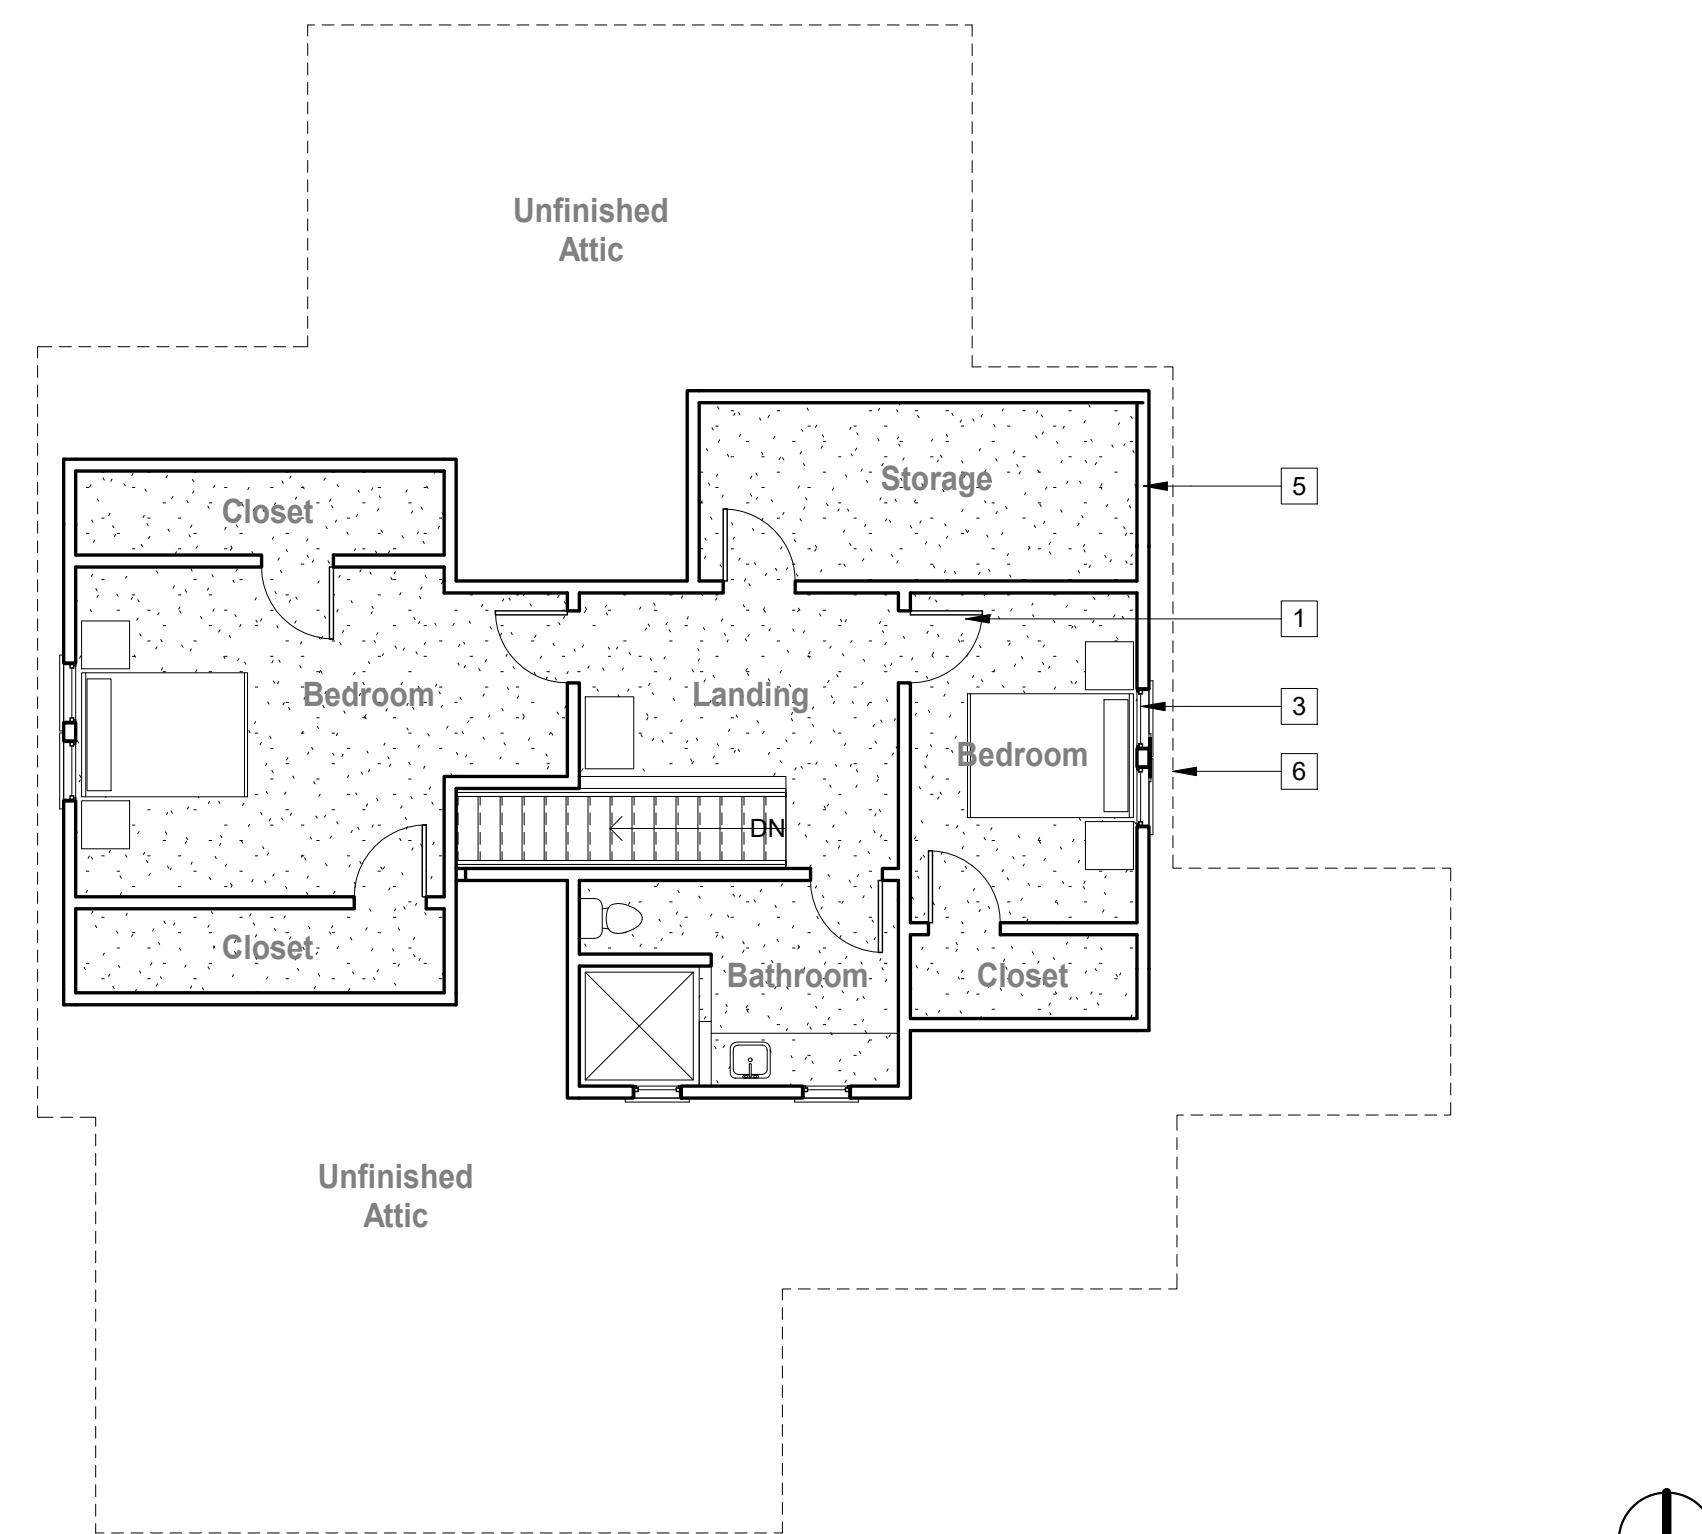 Unfinished
Attic
Storage
5
Closet
1
Bedroom
Landing
3
Bedroom
6
DN
Closet
Bathroom
Closet
Unfinished
Attic